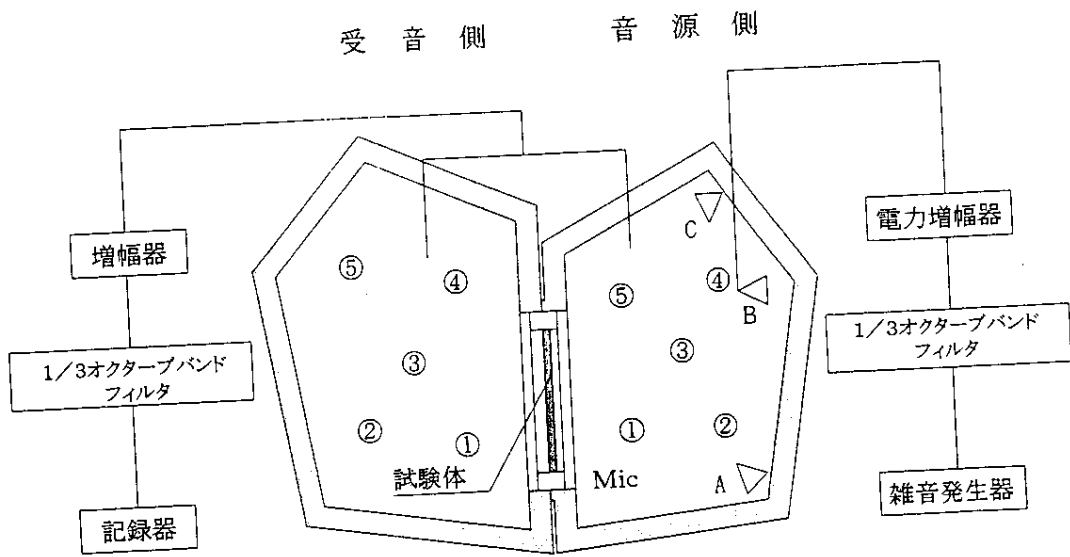 受音側
音源側
増幅器
1/3オクターブバンド
フィルタ
記録器
⑤
④
③
②
①
試験体
C
⑤
④
B
③
①
②
Mic
A
電力増幅器
1/3オクターブバンド
フィルタ
雑音発生器